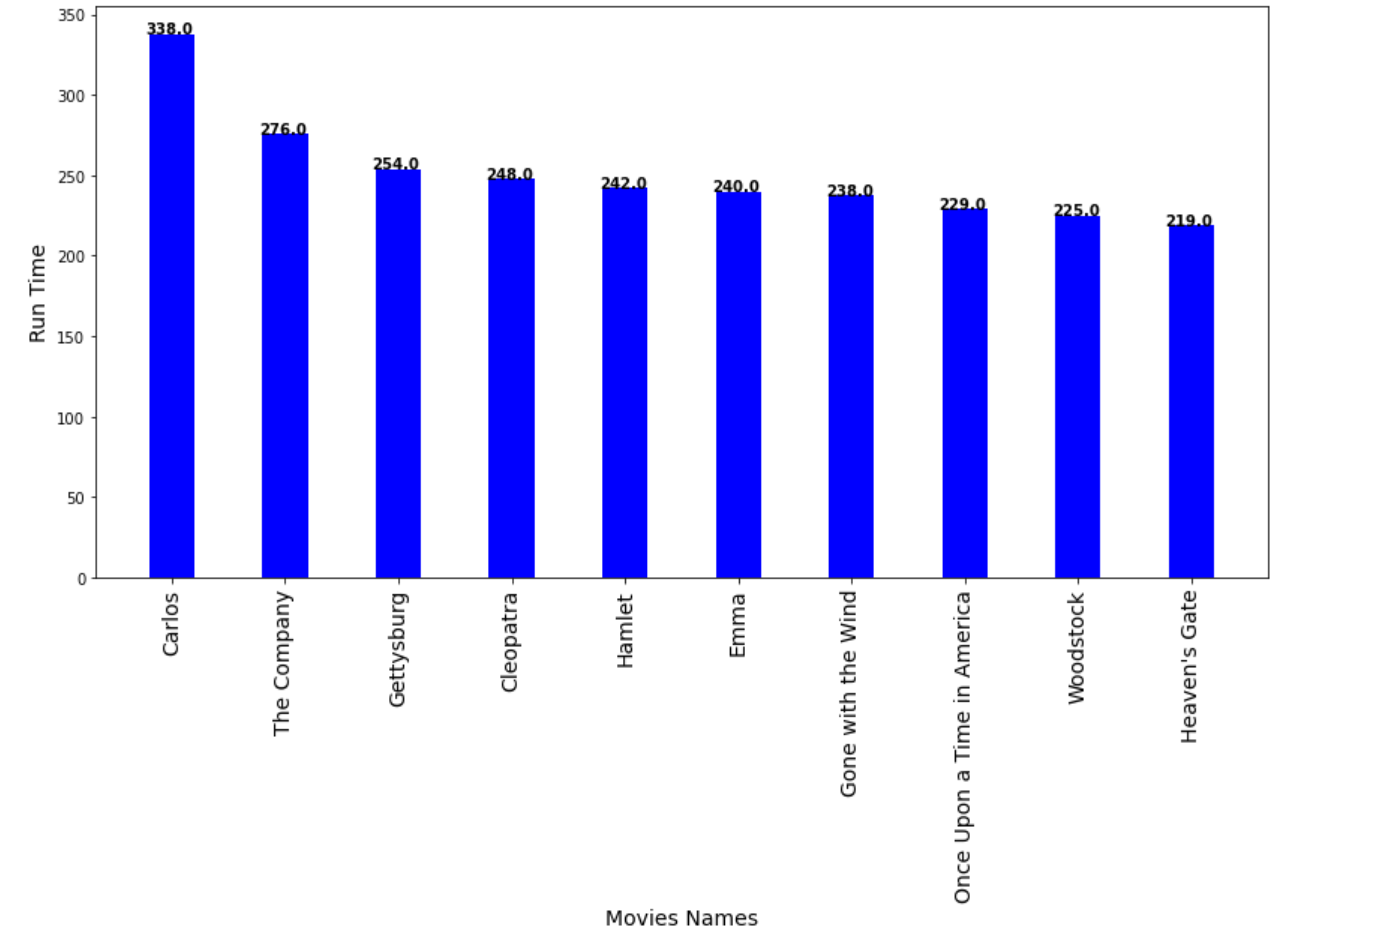 350
300
250
200
150
100
50
0
Run Time
338.0
276.0
254.0
248.0
242.0
240.0
238.0
229.0
225.0
219.0
Carlos
The Company
Gettysburg
Cleopatra
Hamlet
Emma
Gone with the Wind
Once Upon a Time in America
Woodstock
Heaven's Gate
Movies Names